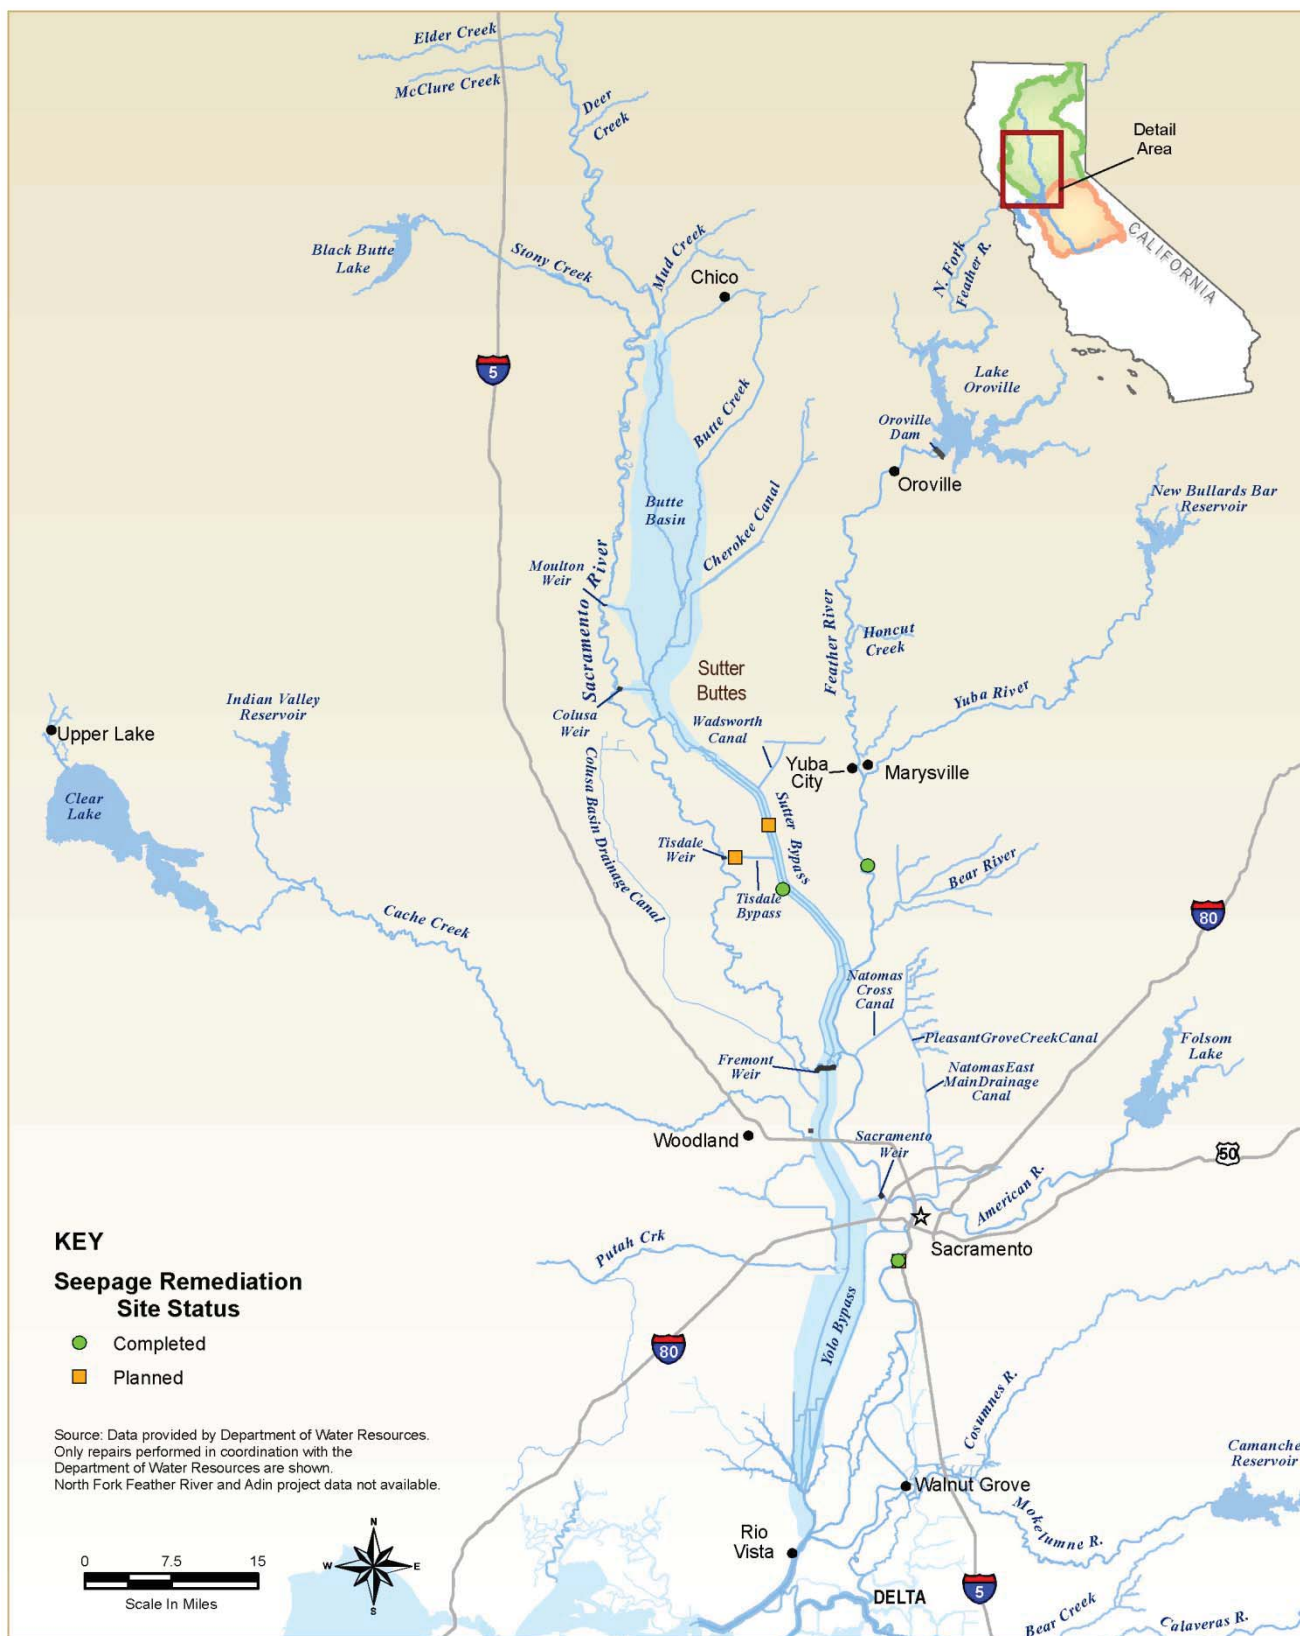 Elder Creek
McClure Creek
Deer
Creek
Detail
Area
CALIFORNIA
Black Butte
Lake
Stony Creek
Mud Creek
Chico
N. Fork
Feather R.
5
Lake
Oroville
Oroville
Dam
Oroville
Butte Creek
Butte
Basin
Cherokee Canal
New Bullards Bar
Reservoir
Moulton
Weir
Sacramento River
Feather River
Honcut
Creek
Sutter
Buttes
Yuba River
Indian Valley
Reservoir
Colusa
Weir
Wadsworth
Canal
Upper Lake
Yuba
City
Marysville
Clear
Lake
Colusa Basin Drainage Canal
Sutter Bypass
Tisdale
Weir
Tisdale
Bypass
Bear River
80
Cache Creek
Natomas
Cross
Canal
PleasantGroveCreekCanal
Folsom
Lake
Fremont
Weir
NatomasEast
MainDrainage
Canal
Woodland
Sacramento
Weir
50
American R.
Sacramento
Putah Crk
KEY
Seepage Remediation
Site Status
Completed
Planned
80
Yolo Bypass
Cosumnes R.
Source: Data provided by Department of Water Resources.
Only repairs performed in coordination with the
Department of Water Resources are shown.
North Fork Feather River and Adin project data not available.
Camanche
Reservoir
Walnut Grove
Mokelumne R.
Rio
Vista
N
W
E
S
0 7.5 15
Scale In Miles
DELTA
5
Bear Creek
Calaveras R.